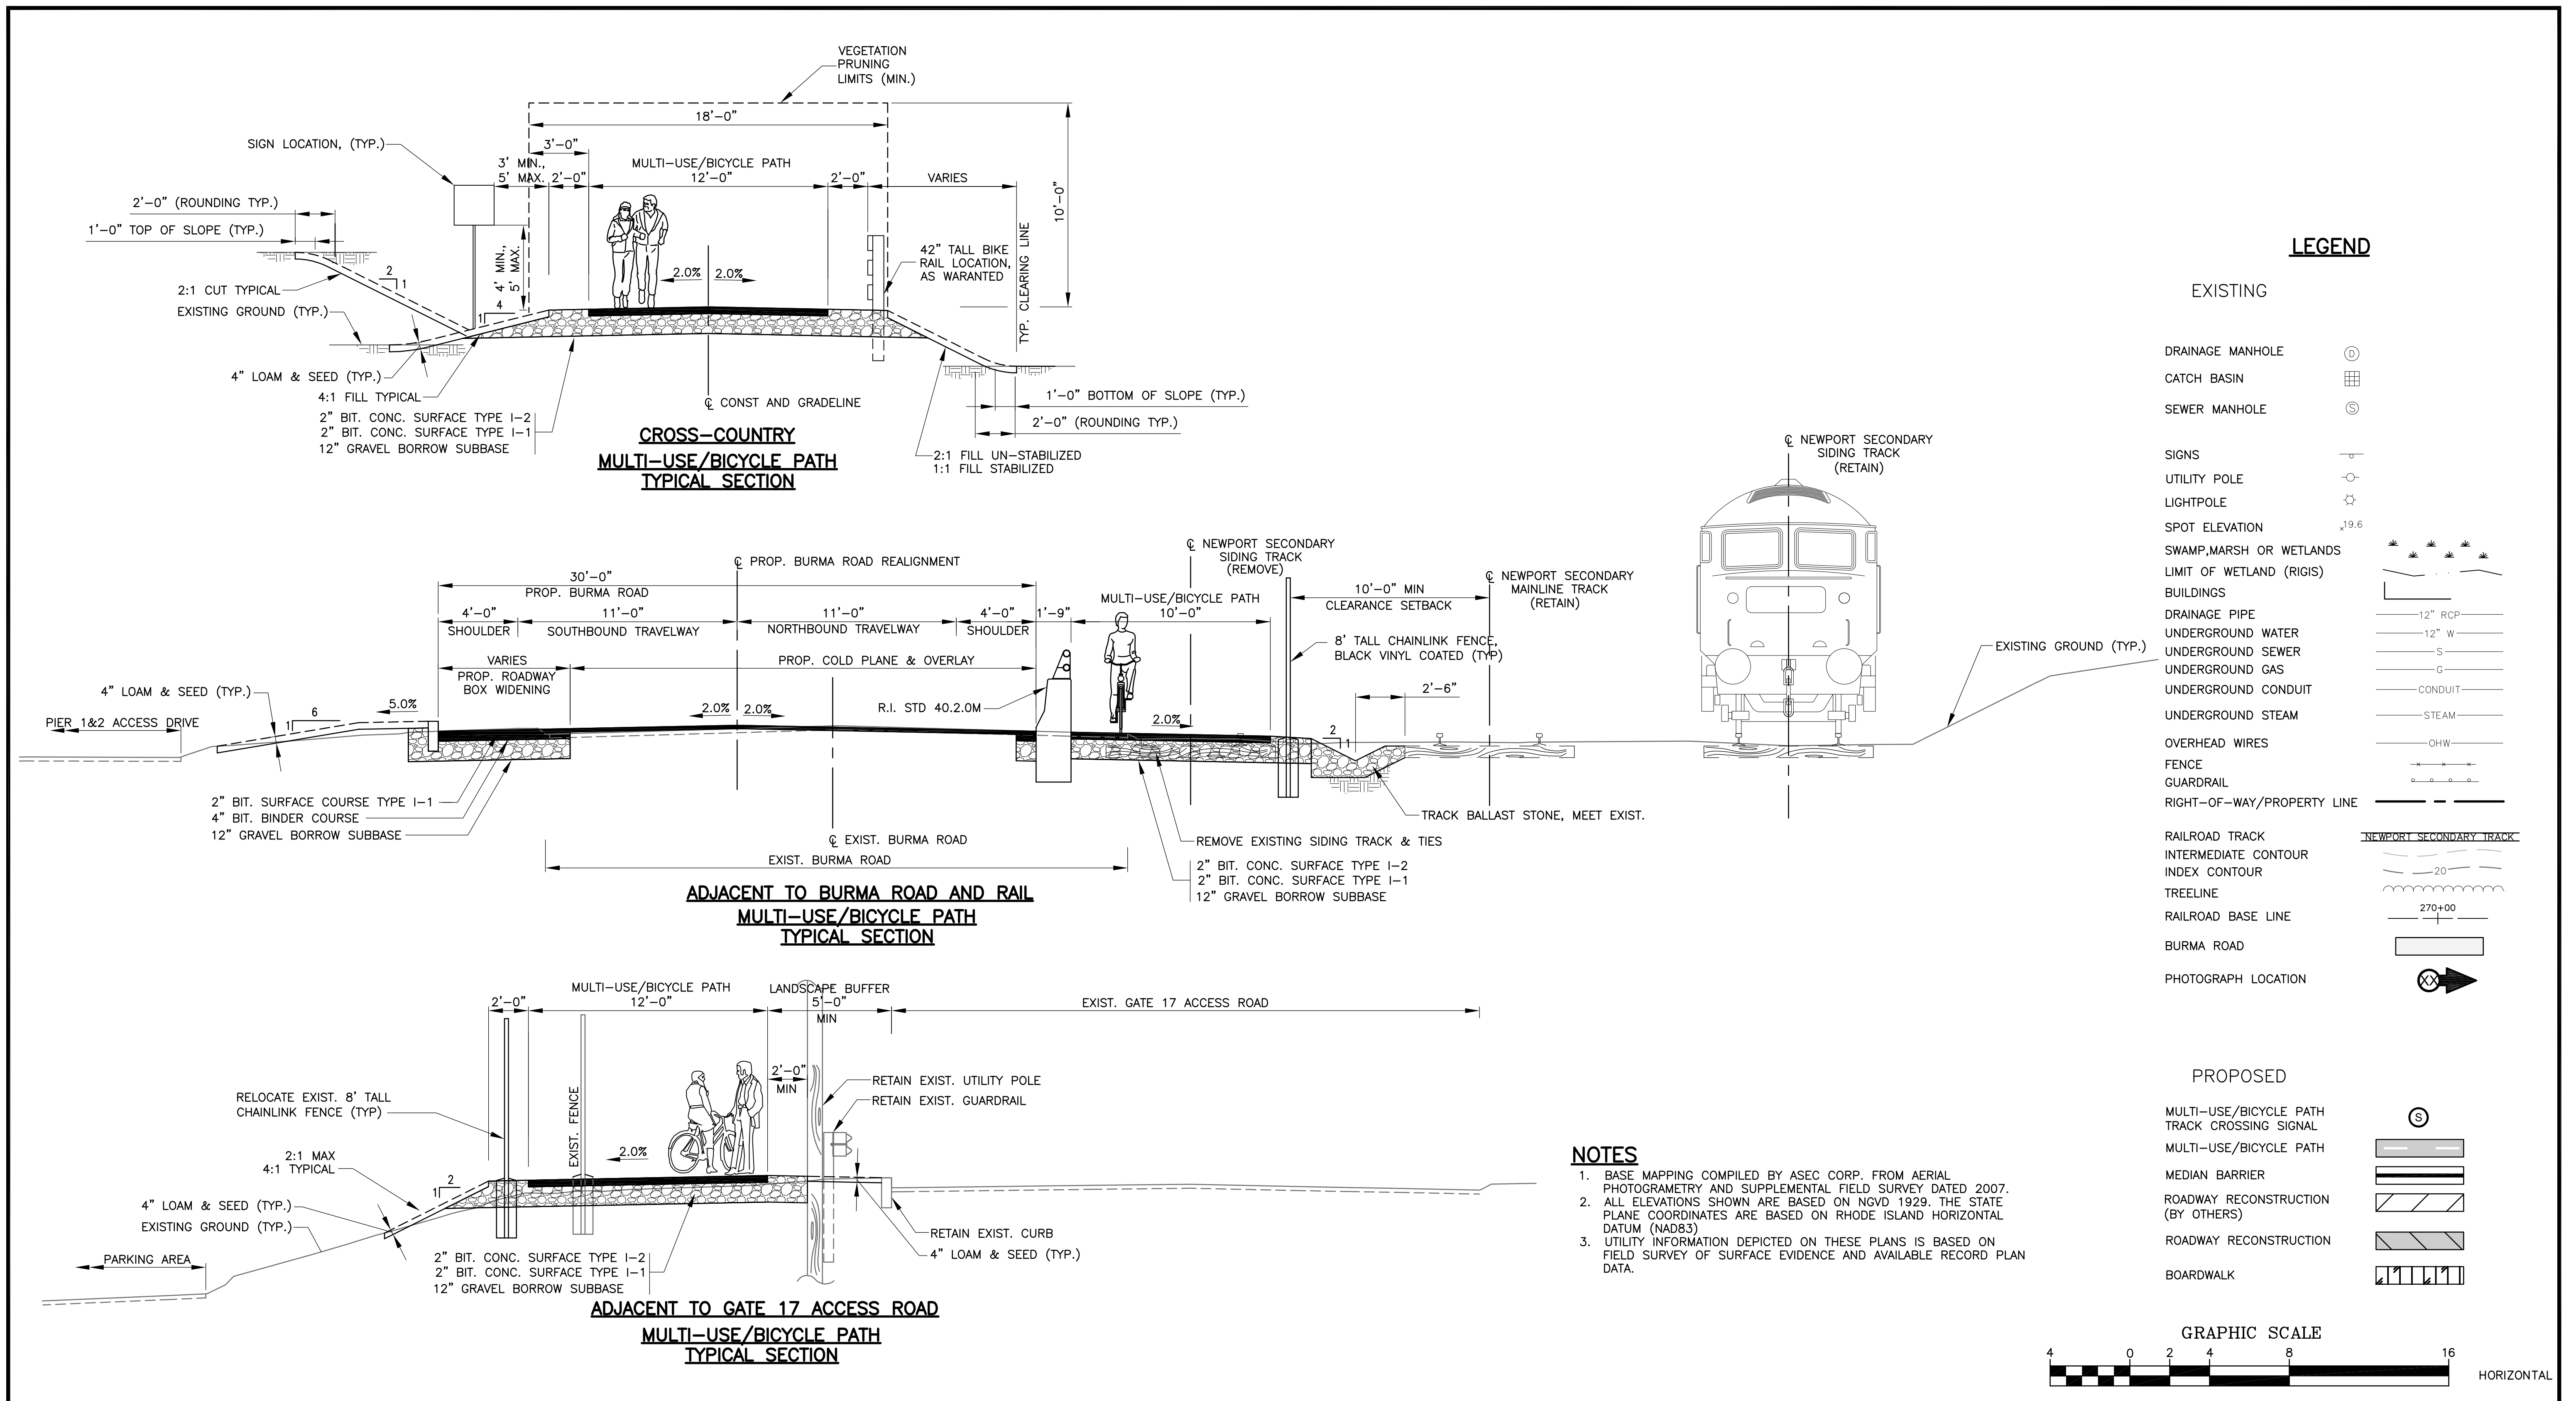 VEGETATION
PRUNING
LIMITS (MIN.)
18'-0"
SIGN LOCATION, (TYP.)
3'-0"
3' MIN.,
5' MAX.
2'-0"
MULTI-USE/BICYCLE PATH
12'-0"
2'-0"
VARIES
10'-0"
2'-0" (ROUNDING TYP.)
1'-0" TOP OF SLOPE (TYP.)
4' MIN.,
5' MAX.
42" TALL BIKE
RAIL LOCATION,
AS WARANTED
TYP. CLEARING LINE
2
1
2.0%
2.0%
2:1 CUT TYPICAL
4
1
EXISTING GROUND (TYP.)
4" LOAM & SEED (TYP.)
4:1 FILL TYPICAL
2" BIT. CONC. SURFACE TYPE I-2
2" BIT. CONC. SURFACE TYPE I-1
12" GRAVEL BORROW SUBBASE
℄ CONST AND GRADELINE
1'-0" BOTTOM OF SLOPE (TYP.)
2'-0" (ROUNDING TYP.)
2:1 FILL UN-STABILIZED
1:1 FILL STABILIZED
CROSS-COUNTRY
MULTI-USE/BICYCLE PATH
TYPICAL SECTION
℄ PROP. BURMA ROAD REALIGNMENT
℄ NEWPORT SECONDARY
SIDING TRACK
(REMOVE)
℄ NEWPORT SECONDARY
MAINLINE TRACK
(RETAIN)
℄ NEWPORT SECONDARY
SIDING TRACK
(RETAIN)
30'-0"
PROP. BURMA ROAD
4'-0"
SHOULDER
11'-0"
SOUTHBOUND TRAVELWAY
11'-0"
NORTHBOUND TRAVELWAY
4'-0"
SHOULDER
1'-9"
MULTI-USE/BICYCLE PATH
10'-0"
10'-0" MIN
CLEARANCE SETBACK
8' TALL CHAINLINK FENCE,
BLACK VINYL COATED (TYP)
EXISTING GROUND (TYP.)
VARIES
PROP. ROADWAY
BOX WIDENING
PROP. COLD PLANE & OVERLAY
4" LOAM & SEED (TYP.)
PIER 1&2 ACCESS DRIVE
6
1
5.0%
2.0%
2.0%
R.I. STD 40.2.0M
2.0%
2'-6"
2
1
2" BIT. SURFACE COURSE TYPE I-1
4" BIT. BINDER COURSE
12" GRAVEL BORROW SUBBASE
℄ EXIST. BURMA ROAD
EXIST. BURMA ROAD
TRACK BALLAST STONE, MEET EXIST.
REMOVE EXISTING SIDING TRACK & TIES
2" BIT. CONC. SURFACE TYPE I-2
2" BIT. CONC. SURFACE TYPE I-1
12" GRAVEL BORROW SUBBASE
ADJACENT TO BURMA ROAD AND RAIL
MULTI-USE/BICYCLE PATH
TYPICAL SECTION
2'-0"
MULTI-USE/BICYCLE PATH
12'-0"
LANDSCAPE BUFFER
5'-0"
MIN
EXIST. GATE 17 ACCESS ROAD
2'-0"
MIN
RETAIN EXIST. UTILITY POLE
RETAIN EXIST. GUARDRAIL
RELOCATE EXIST. 8' TALL
CHAINLINK FENCE (TYP)
EXIST. FENCE
2.0%
2:1 MAX
4:1 TYPICAL
2
1
4" LOAM & SEED (TYP.)
EXISTING GROUND (TYP.)
PARKING AREA
RETAIN EXIST. CURB
4" LOAM & SEED (TYP.)
2" BIT. CONC. SURFACE TYPE I-2
2" BIT. CONC. SURFACE TYPE I-1
12" GRAVEL BORROW SUBBASE
ADJACENT TO GATE 17 ACCESS ROAD
MULTI-USE/BICYCLE PATH
TYPICAL SECTION
NOTES
1. BASE MAPPING COMPILED BY ASEC CORP. FROM AERIAL
PHOTOGRAMETRY AND SUPPLEMENTAL FIELD SURVEY DATED 2007.
2. ALL ELEVATIONS SHOWN ARE BASED ON NGVD 1929. THE STATE
PLANE COORDINATES ARE BASED ON RHODE ISLAND HORIZONTAL
DATUM (NAD83)
3. UTILITY INFORMATION DEPICTED ON THESE PLANS IS BASED ON
FIELD SURVEY OF SURFACE EVIDENCE AND AVAILABLE RECORD PLAN
DATA.
LEGEND
EXISTING
DRAINAGE MANHOLE D
CATCH BASIN
SEWER MANHOLE S
SIGNS
UTILITY POLE
LIGHTPOLE
SPOT ELEVATION x19.6
SWAMP,MARSH OR WETLANDS
LIMIT OF WETLAND (RIGIS)
BUILDINGS
DRAINAGE PIPE 12" RCP
UNDERGROUND WATER 12" W
UNDERGROUND SEWER S
UNDERGROUND GAS G
UNDERGROUND CONDUIT CONDUIT
UNDERGROUND STEAM STEAM
OVERHEAD WIRES OHW
FENCE
GUARDRAIL
RIGHT-OF-WAY/PROPERTY LINE
RAILROAD TRACK NEWPORT SECONDARY TRACK
INTERMEDIATE CONTOUR
INDEX CONTOUR 20
TREELINE
RAILROAD BASE LINE 270+00
BURMA ROAD
PHOTOGRAPH LOCATION XX
PROPOSED
MULTI-USE/BICYCLE PATH
TRACK CROSSING SIGNAL S
MULTI-USE/BICYCLE PATH
MEDIAN BARRIER
ROADWAY RECONSTRUCTION
(BY OTHERS)
ROADWAY RECONSTRUCTION
BOARDWALK
GRAPHIC SCALE
4 0 2 4 8 16
HORIZONTAL